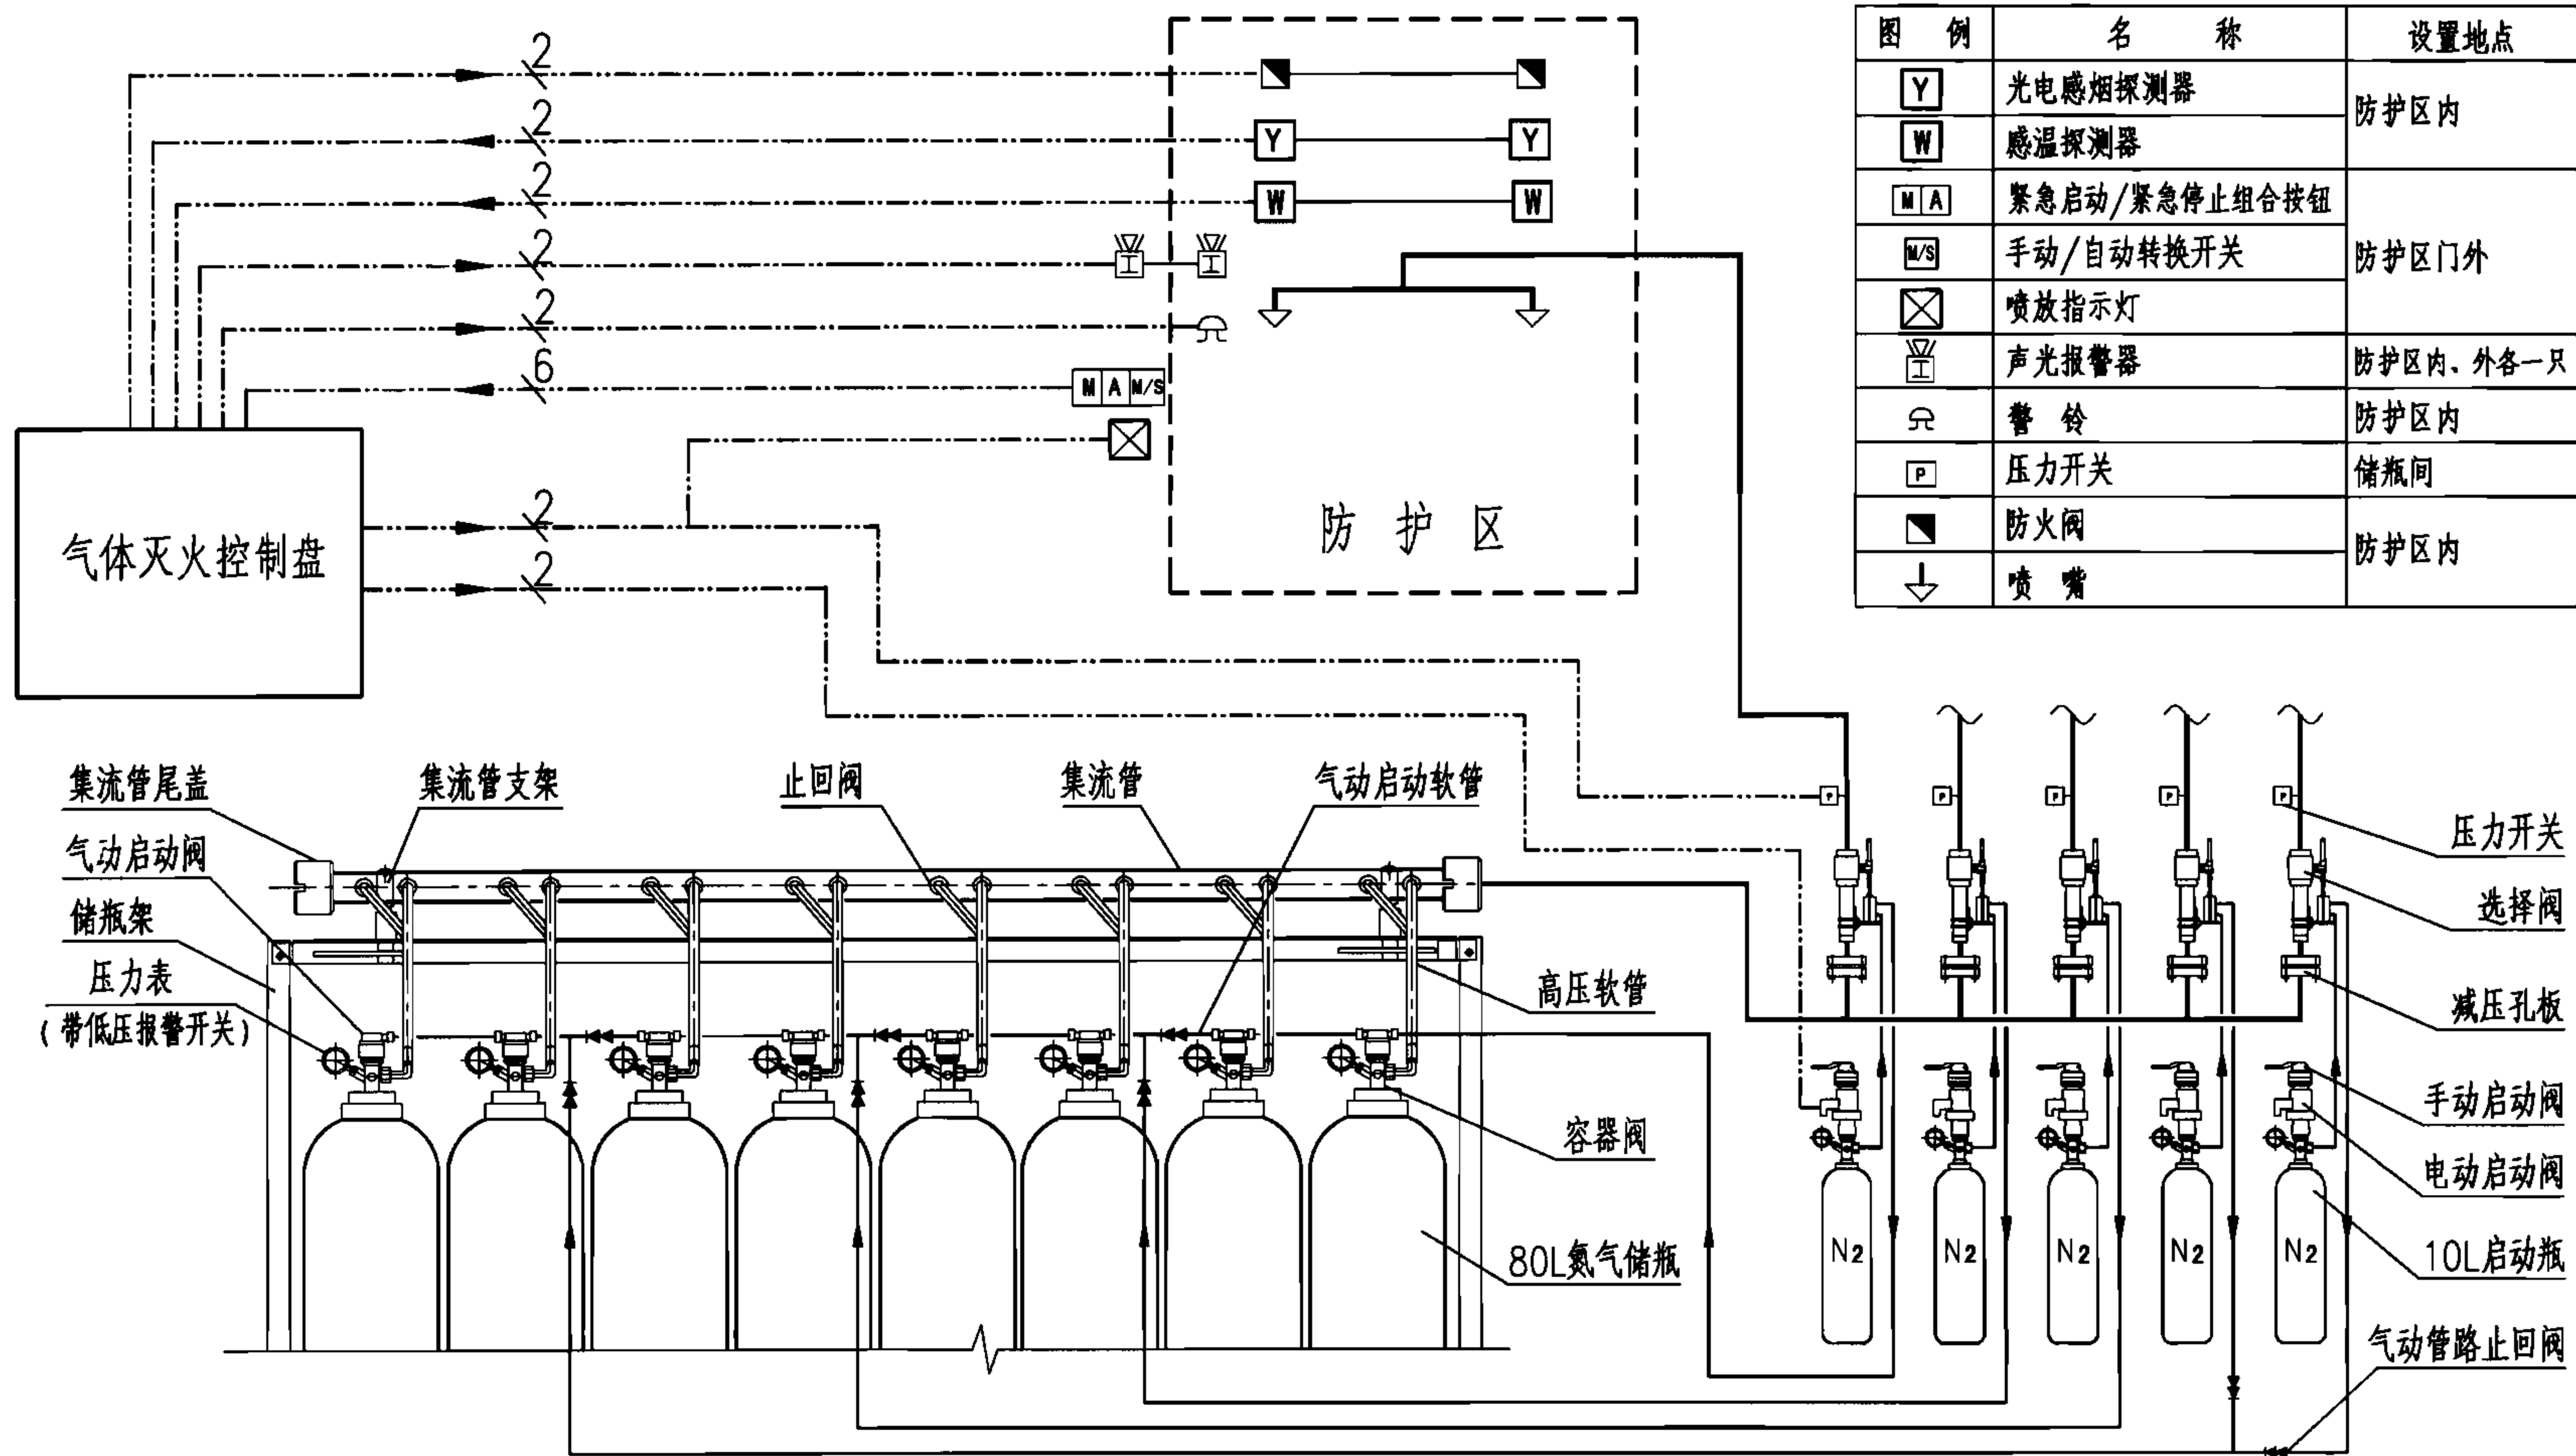 2
2
2
2
2
6
2
2
Y Y
W W
M A M/S
气体灭火控制盘
防 护 区
图 例 名 称 设置地点
Y 光电感烟探测器 防护区内
W 感温探测器
M A 紧急启动/紧急停止组合按钮
M/S 手动/自动转换开关 防护区门外
喷放指示灯
声光报警器 防护区内、外各一只
警 铃 防护区内
P 压力开关 储瓶间
防火阀 防护区内
喷 嘴
集流管尾盖
集流管支架
止回阀
集流管
气动启动软管
气动启动阀
储瓶架
压力表
(带低压报警开关)
高压软管
容器阀
80L氮气储瓶
P P P P P
压力开关
选择阀
减压孔板
手动启动阀
电动启动阀
10L启动瓶
气动管路止回阀
N2 N2 N2 N2 N2